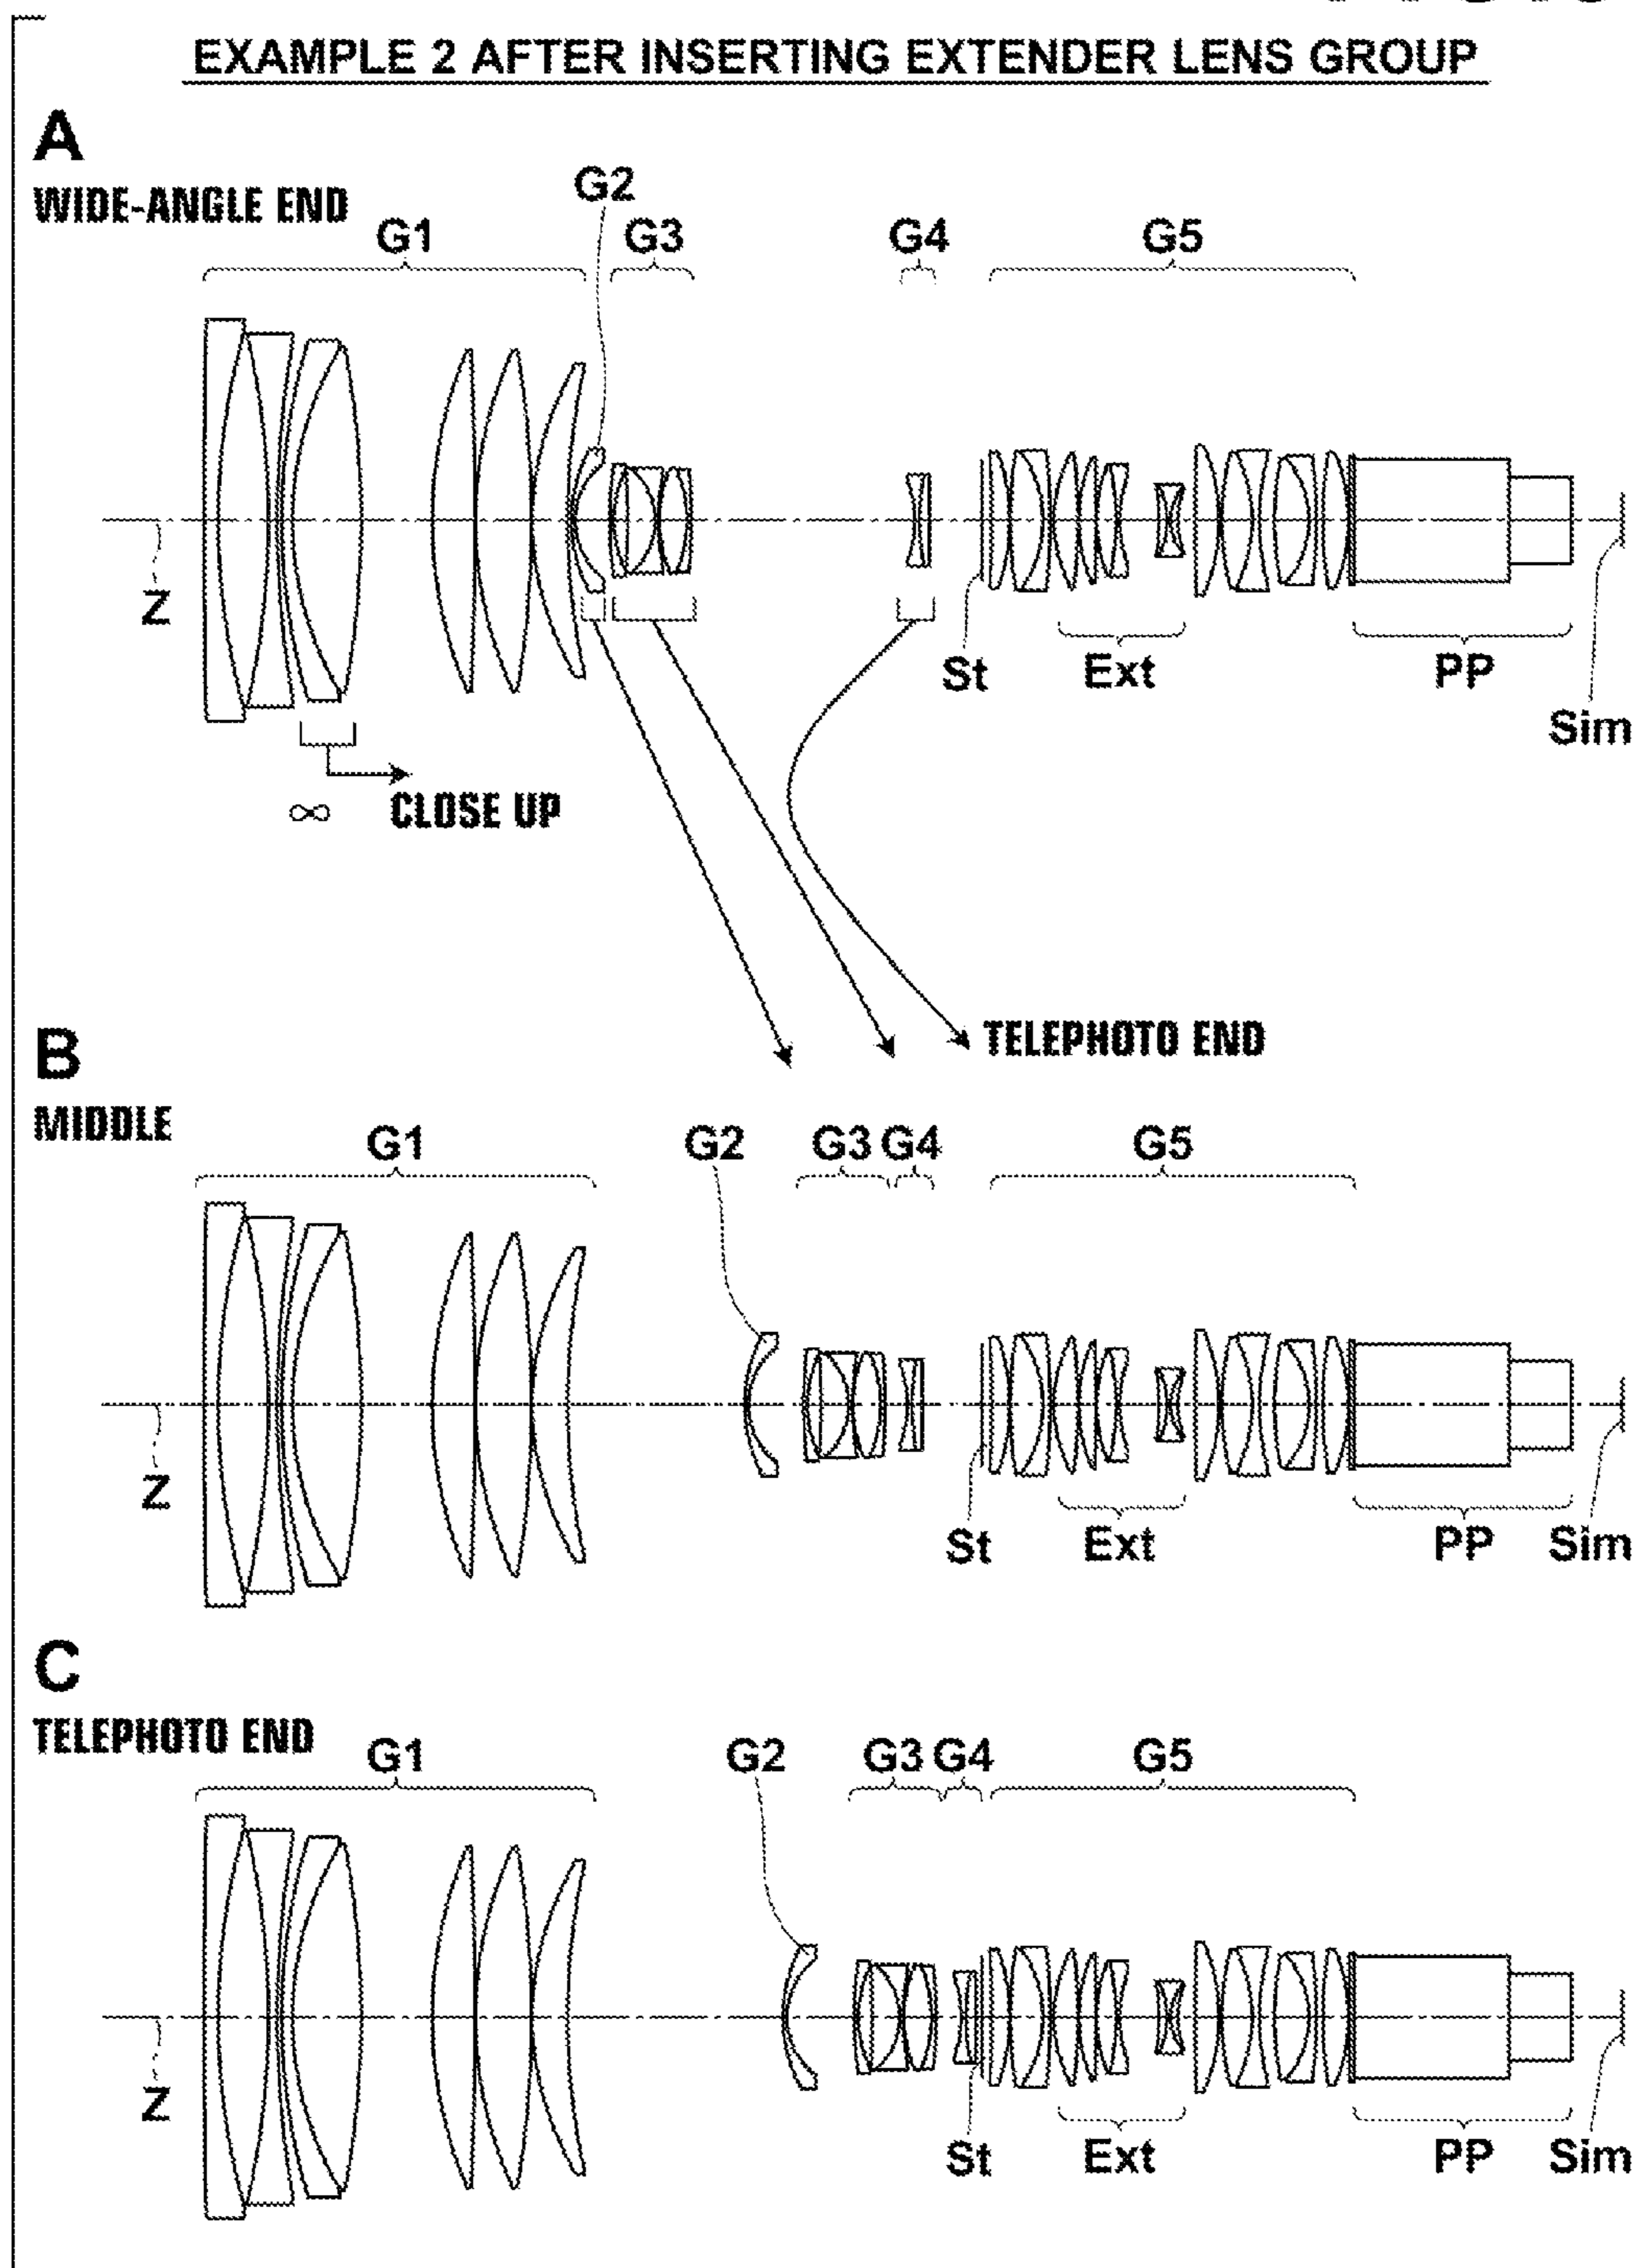 EXAMPLE 2 AFTER INSERTING EXTENDER LENS GROUP
A
WIDE-ANGLE END
G1 G2 G3 G4 G5
Z St Ext PP Sim
∞ CLOSE UP
TELEPHOTO END
B
MIDDLE
G1 G2 G3 G4 G5
Z St Ext PP Sim
C
TELEPHOTO END
G1 G2 G3 G4 G5
Z St Ext PP Sim